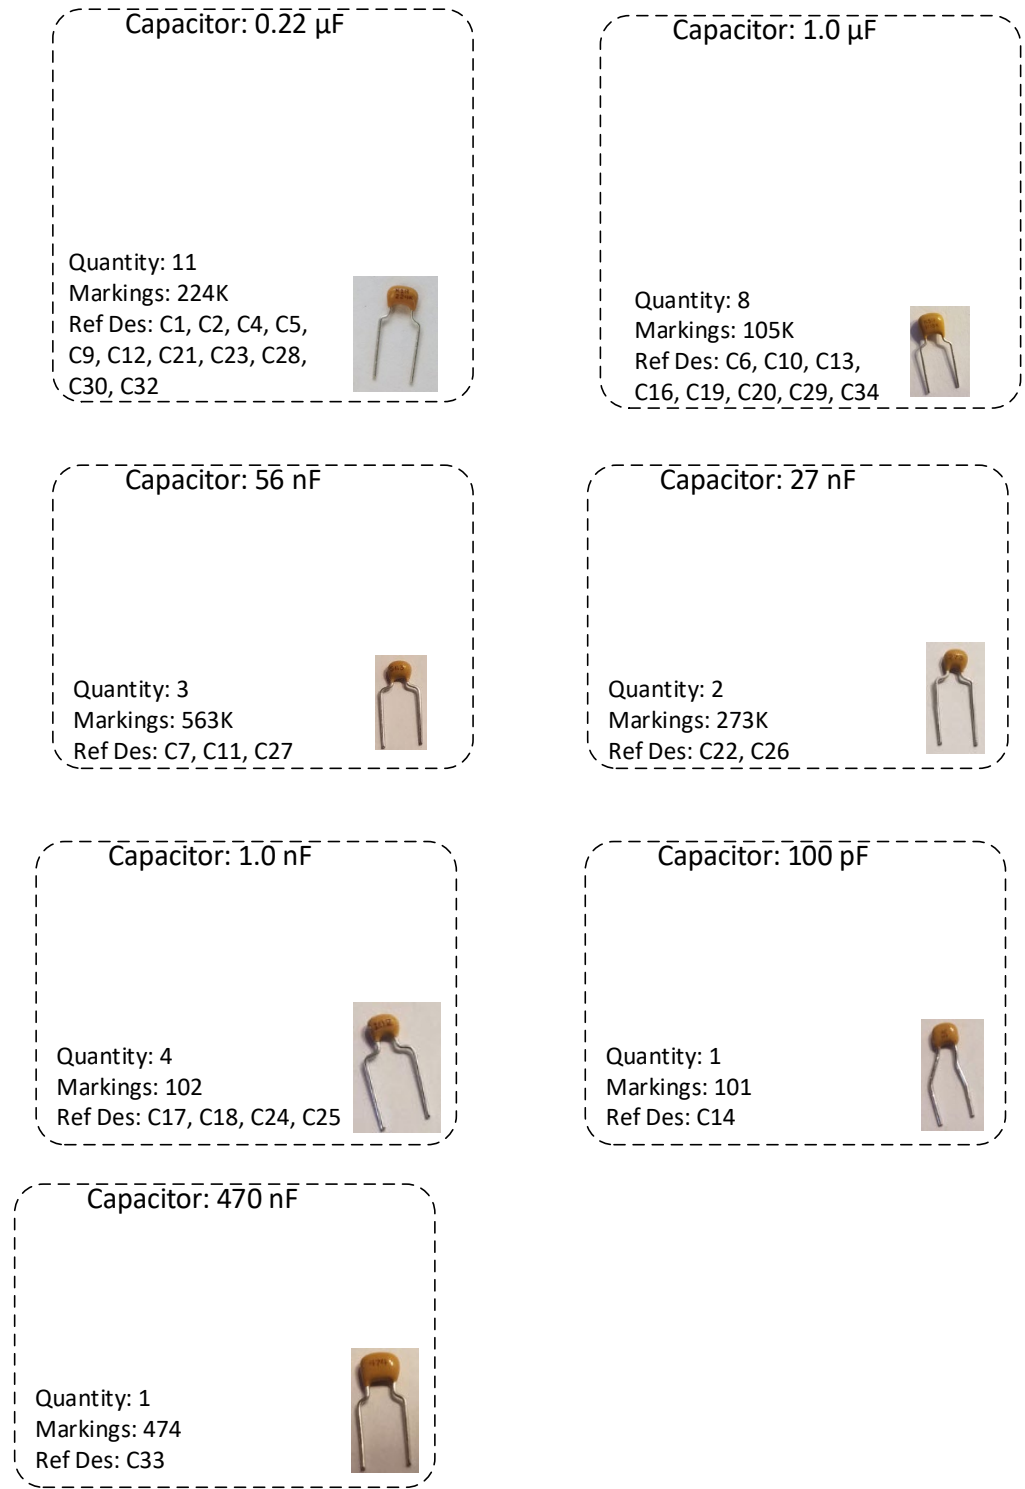 Capacitor: 0.22 µF
Quantity: 11
Markings: 224K
Ref Des: C1, C2, C4, C5,
C9, C12, C21, C23, C28,
C30, C32
Capacitor: 1.0 µF
Quantity: 8
Markings: 105K
Ref Des: C6, C10, C13,
C16, C19, C20, C29, C34
Capacitor: 56 nF
Quantity: 3
Markings: 563K
Ref Des: C7, C11, C27
Capacitor: 27 nF
Quantity: 2
Markings: 273K
Ref Des: C22, C26
Capacitor: 1.0 nF
Quantity: 4
Markings: 102
Ref Des: C17, C18, C24, C25
102
Capacitor: 100 pF
Quantity: 1
Markings: 101
Ref Des: C14
Capacitor: 470 nF
Quantity: 1
Markings: 474
Ref Des: C33